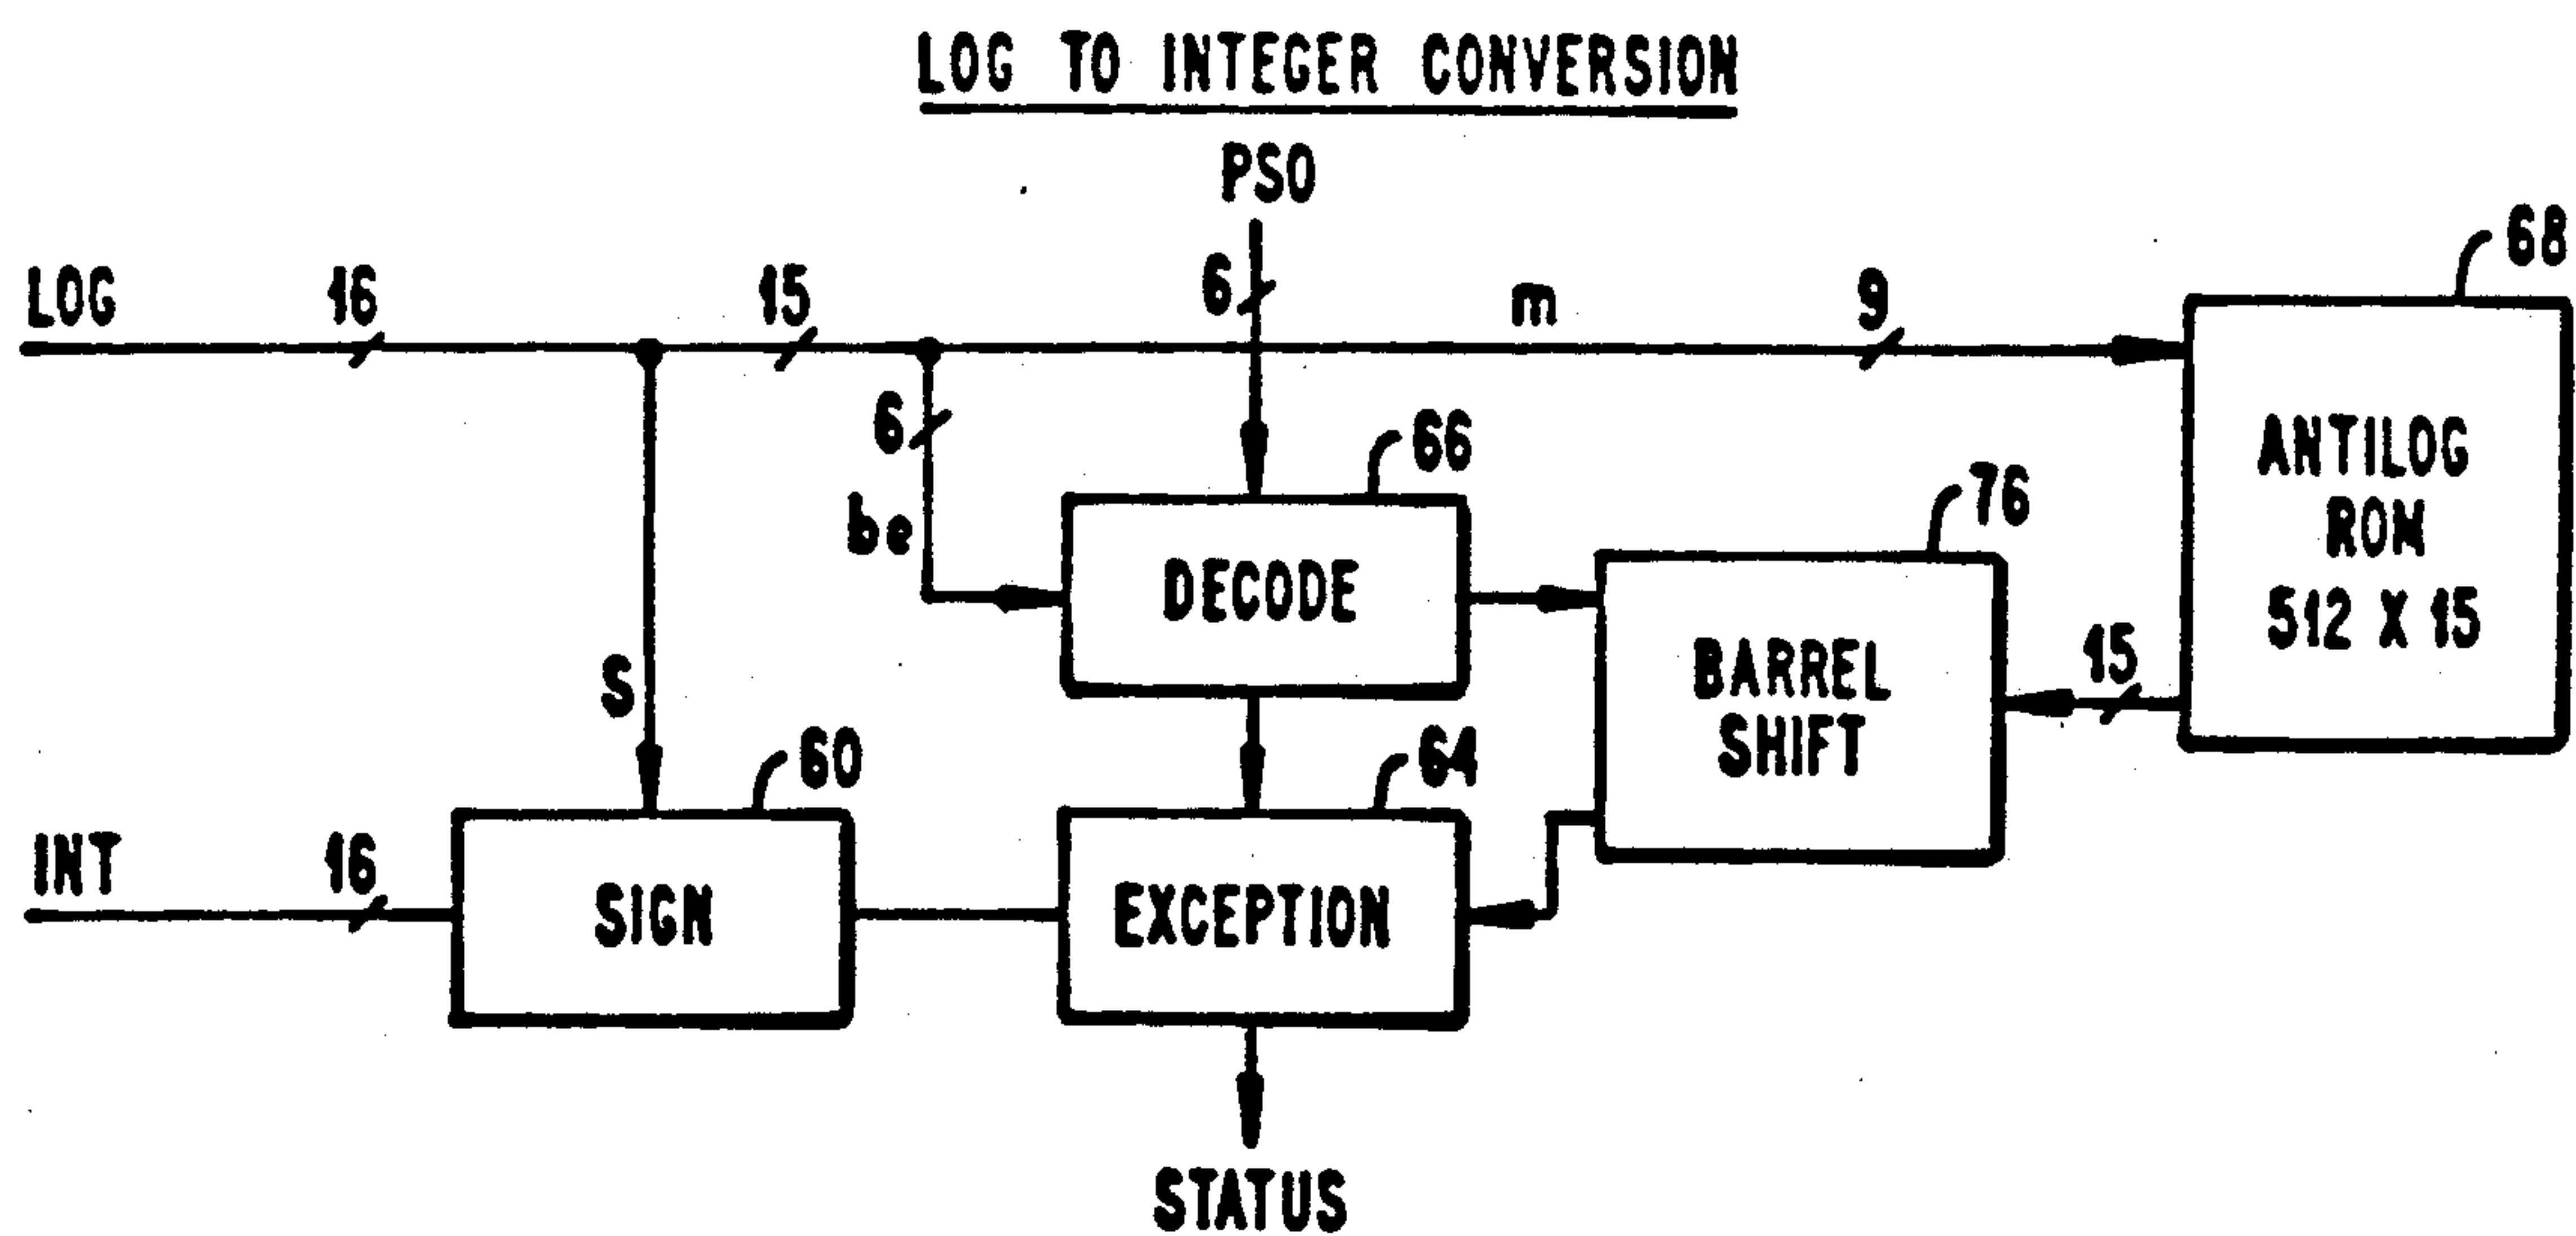 LOG TO INTEGER CONVERSION
PSO
68
LOG
16
15
6
m
9
6
66
ANTILOG
ROM
512 X 15
be
76
DECODE
BARREL
SHIFT
15
S
60
64
INT
16
SIGN
EXCEPTION
STATUS